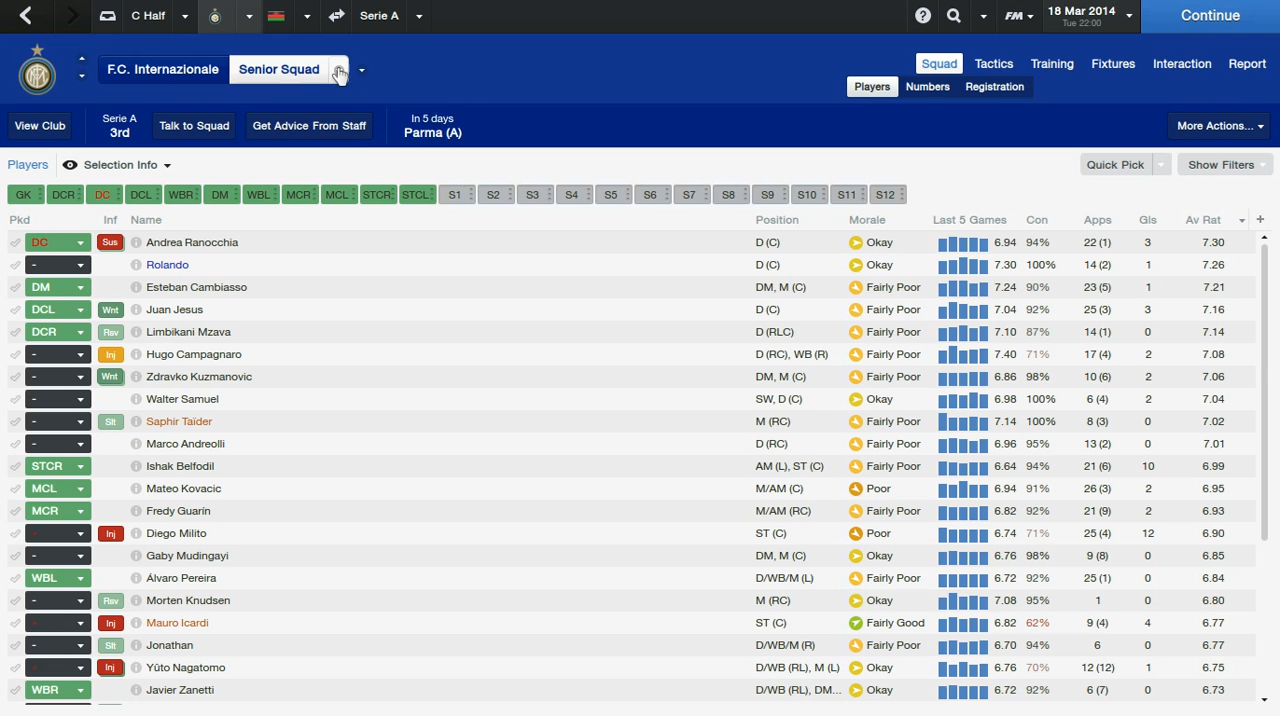 C Half Serie A FM 18 Mar 2014 Continue
Tue 22:00
F.C. Internazionale Senior Squad Squad Tactics Training Fixtures Interaction Report
Players Numbers Registration
View Club Serie A 3rd Talk to Squad Get Advice From Staff In 5 days Parma (A) More Actions...
Players Selection Info Quick Pick Show Filters
GK DCR DC DCL WBR DM WBL MCR MCL STCR STCL S1 S2 S3 S4 S5 S6 S7 S8 S9 S10 S11 S12
Pkd Inf Name Position Morale Last 5 Games Con Apps Gls Av Rat +
DC Sus Andrea Ranocchia D (C) Okay 6.94 94% 22 (1) 3 7.30
- Rolando D (C) Okay 7.30 100% 14 (2) 1 7.26
DM Esteban Cambiasso DM, M (C) Fairly Poor 7.24 90% 23 (5) 1 7.21
DCL Wnt Juan Jesus D (C) Fairly Poor 7.04 92% 25 (3) 3 7.16
DCR Rsv Limbikani Mzava D (RLC) Fairly Poor 7.10 87% 14 (1) 0 7.14
- Inj Hugo Campagnaro D (RC), WB (R) Fairly Poor 7.40 71% 17 (4) 2 7.08
- Wnt Zdravko Kuzmanovic DM, M (C) Fairly Poor 6.86 98% 10 (6) 2 7.06
- Walter Samuel SW, D (C) Okay 6.98 100% 6 (4) 2 7.04
- Slt Saphir Taïder M (RC) Fairly Poor 7.14 100% 8 (3) 0 7.02
- Marco Andreolli D (RC) Fairly Poor 6.96 95% 13 (2) 0 7.01
STCR Ishak Belfodil AM (L), ST (C) Fairly Poor 6.64 94% 21 (6) 10 6.99
MCL Mateo Kovacic M/AM (C) Poor 6.94 91% 26 (3) 2 6.95
MCR Fredy Guarín M/AM (RC) Fairly Poor 6.82 92% 21 (9) 2 6.93
- Inj Diego Milito ST (C) Poor 6.74 71% 25 (4) 12 6.90
- Gaby Mudingayi DM, M (C) Okay 6.76 98% 9 (8) 0 6.85
WBL Álvaro Pereira D/WB/M (L) Fairly Poor 6.72 92% 25 (1) 0 6.84
- Rsv Morten Knudsen M (RC) Okay 7.08 95% 1 0 6.80
- Inj Mauro Icardi ST (C) Fairly Good 6.82 62% 9 (4) 4 6.77
- Slt Jonathan D/WB/M (R) Fairly Poor 6.70 94% 6 0 6.77
- Inj Yūto Nagatomo D/WB (RL), M (L) Okay 6.76 70% 12 (12) 1 6.75
WBR Javier Zanetti D/WB (RL), DM... Okay 6.72 92% 6 (7) 0 6.73